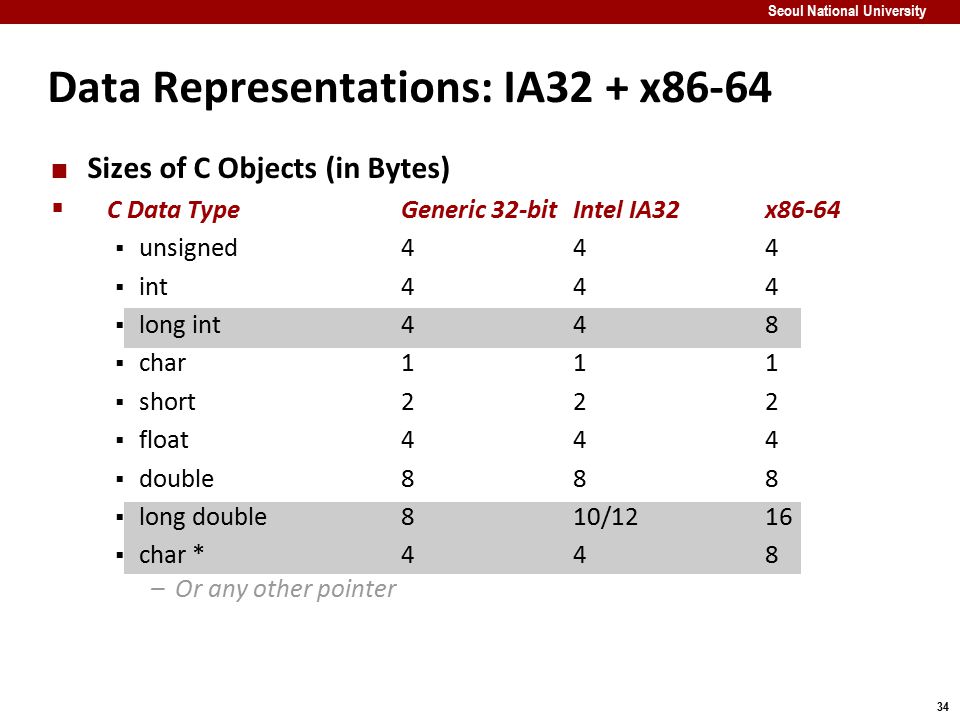 Seoul National University
Data Representations: IA32 + x86-64
■ Sizes of C Objects (in Bytes)
▪ C Data Type Generic 32-bit Intel IA32 x86-64
▪ unsigned 4 4 4
▪ int 4 4 4
▪ long int 4 4 8
▪ char 1 1 1
▪ short 2 2 2
▪ float 4 4 4
▪ double 8 8 8
▪ long double 8 10/12 16
▪ char * 4 4 8
– Or any other pointer
34